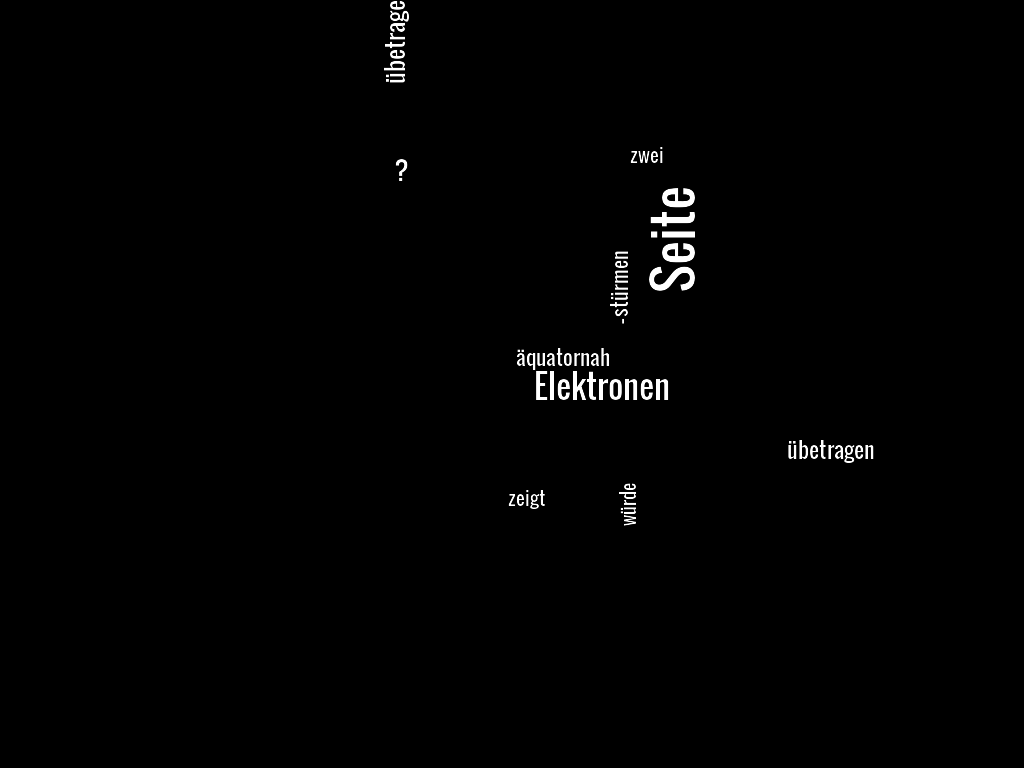 übetrage
?
zwei
Seite
-stürmen
äquatornah
Elektronen
übetragen
zeigt
würde